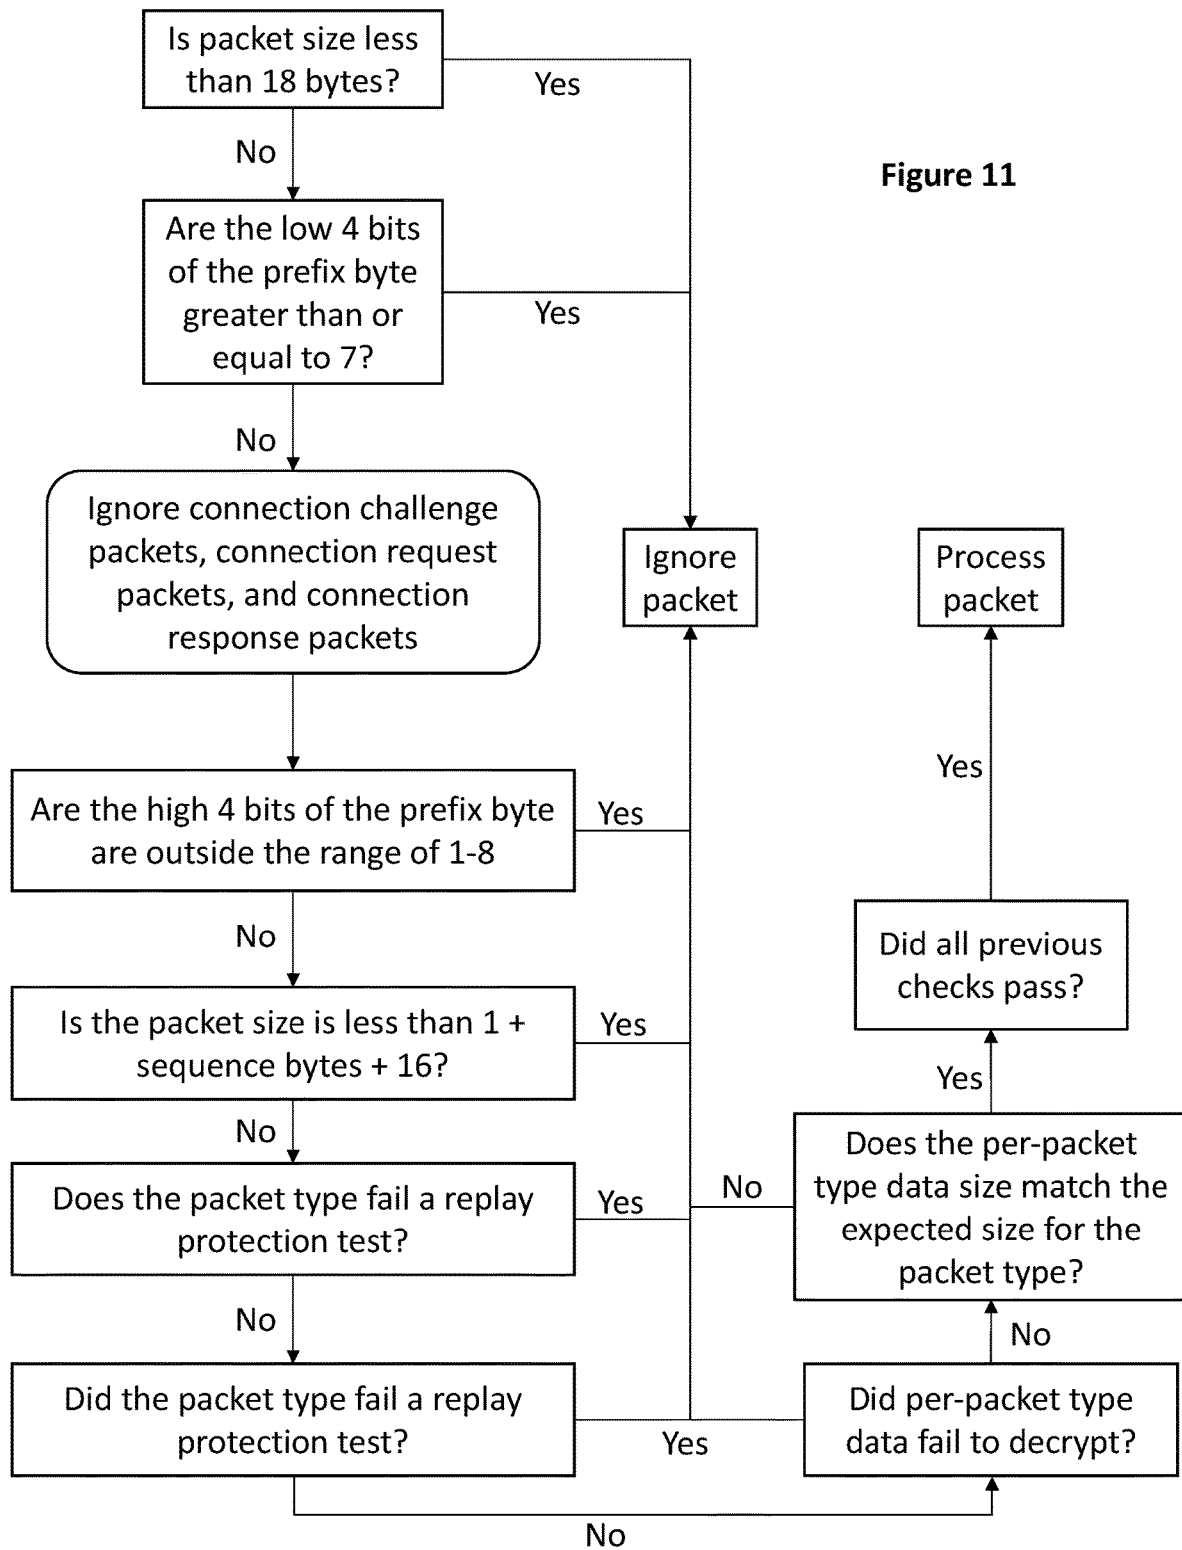 Is packet size less
than 18 bytes?
Yes
No
Figure 11
Are the low 4 bits
of the prefix byte
greater than or
equal to 7?
Yes
No
Ignore connection challenge
packets, connection request
packets, and connection
response packets
Ignore
packet
Process
packet
Yes
Are the high 4 bits of the prefix byte
are outside the range of 1-8
Yes
No
Did all previous
checks pass?
Is the packet size is less than 1 +
sequence bytes + 16?
Yes
Yes
No
Does the per-packet
type data size match the
expected size for the
packet type?
No
Does the packet type fail a replay
protection test?
Yes
No
No
Did the packet type fail a replay
protection test?
Yes
Did per-packet type
data fail to decrypt?
No